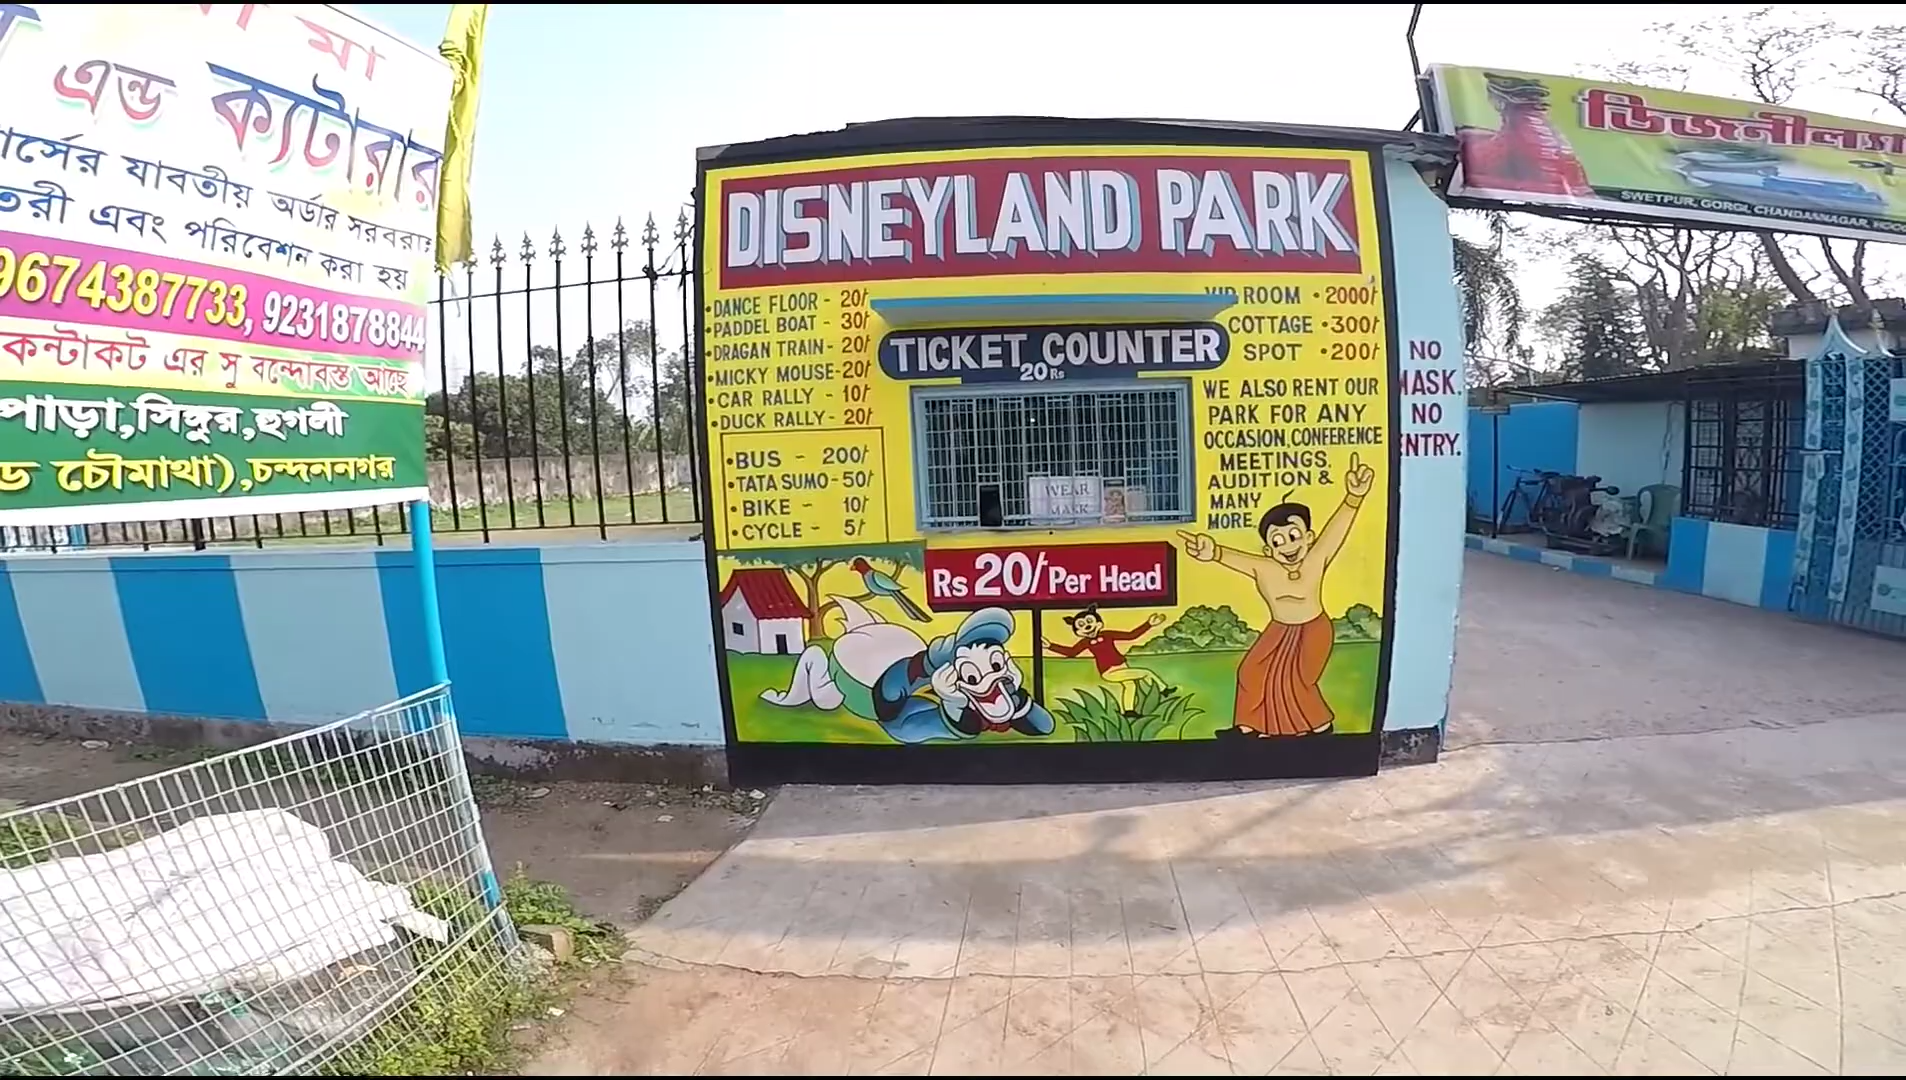 মা
এন্ড ক্যাটারার
যাবতীয় অর্ডার সরবরাহ
এবং পরিবেশন করা হয়
9674387733, 9231878844
কন্টাকট এর সু বন্দোবস্ত আছে
পাড়া,সিঙ্গুর,হুগলী
চৌমাথা),চন্দননগর
DISNEYLAND PARK
• DANCE FLOOR - 20/-
• PADDEL BOAT - 30/-
• DRAGAN TRAIN - 20/-
• MICKY MOUSE - 20/-
• CAR RALLY - 10/-
• DUCK RALLY - 20/-
• BUS - 200/-
• TATA SUMO - 50/-
• BIKE - 10/-
• CYCLE - 5/-
TICKET COUNTER
20 Rs
WEAR
MASK
VIP ROOM • 2000/-
COTTAGE • 300/-
SPOT • 200/-
WE ALSO RENT OUR
PARK FOR ANY
OCCASION, CONFERENCE
MEETINGS,
AUDITION &
MANY
MORE.
Rs 20/- Per Head
NO
MASK.
NO
ENTRY.
ডিজনীল্যা
SWETPUR, GORGI, CHANDANNAGAR, HOOG